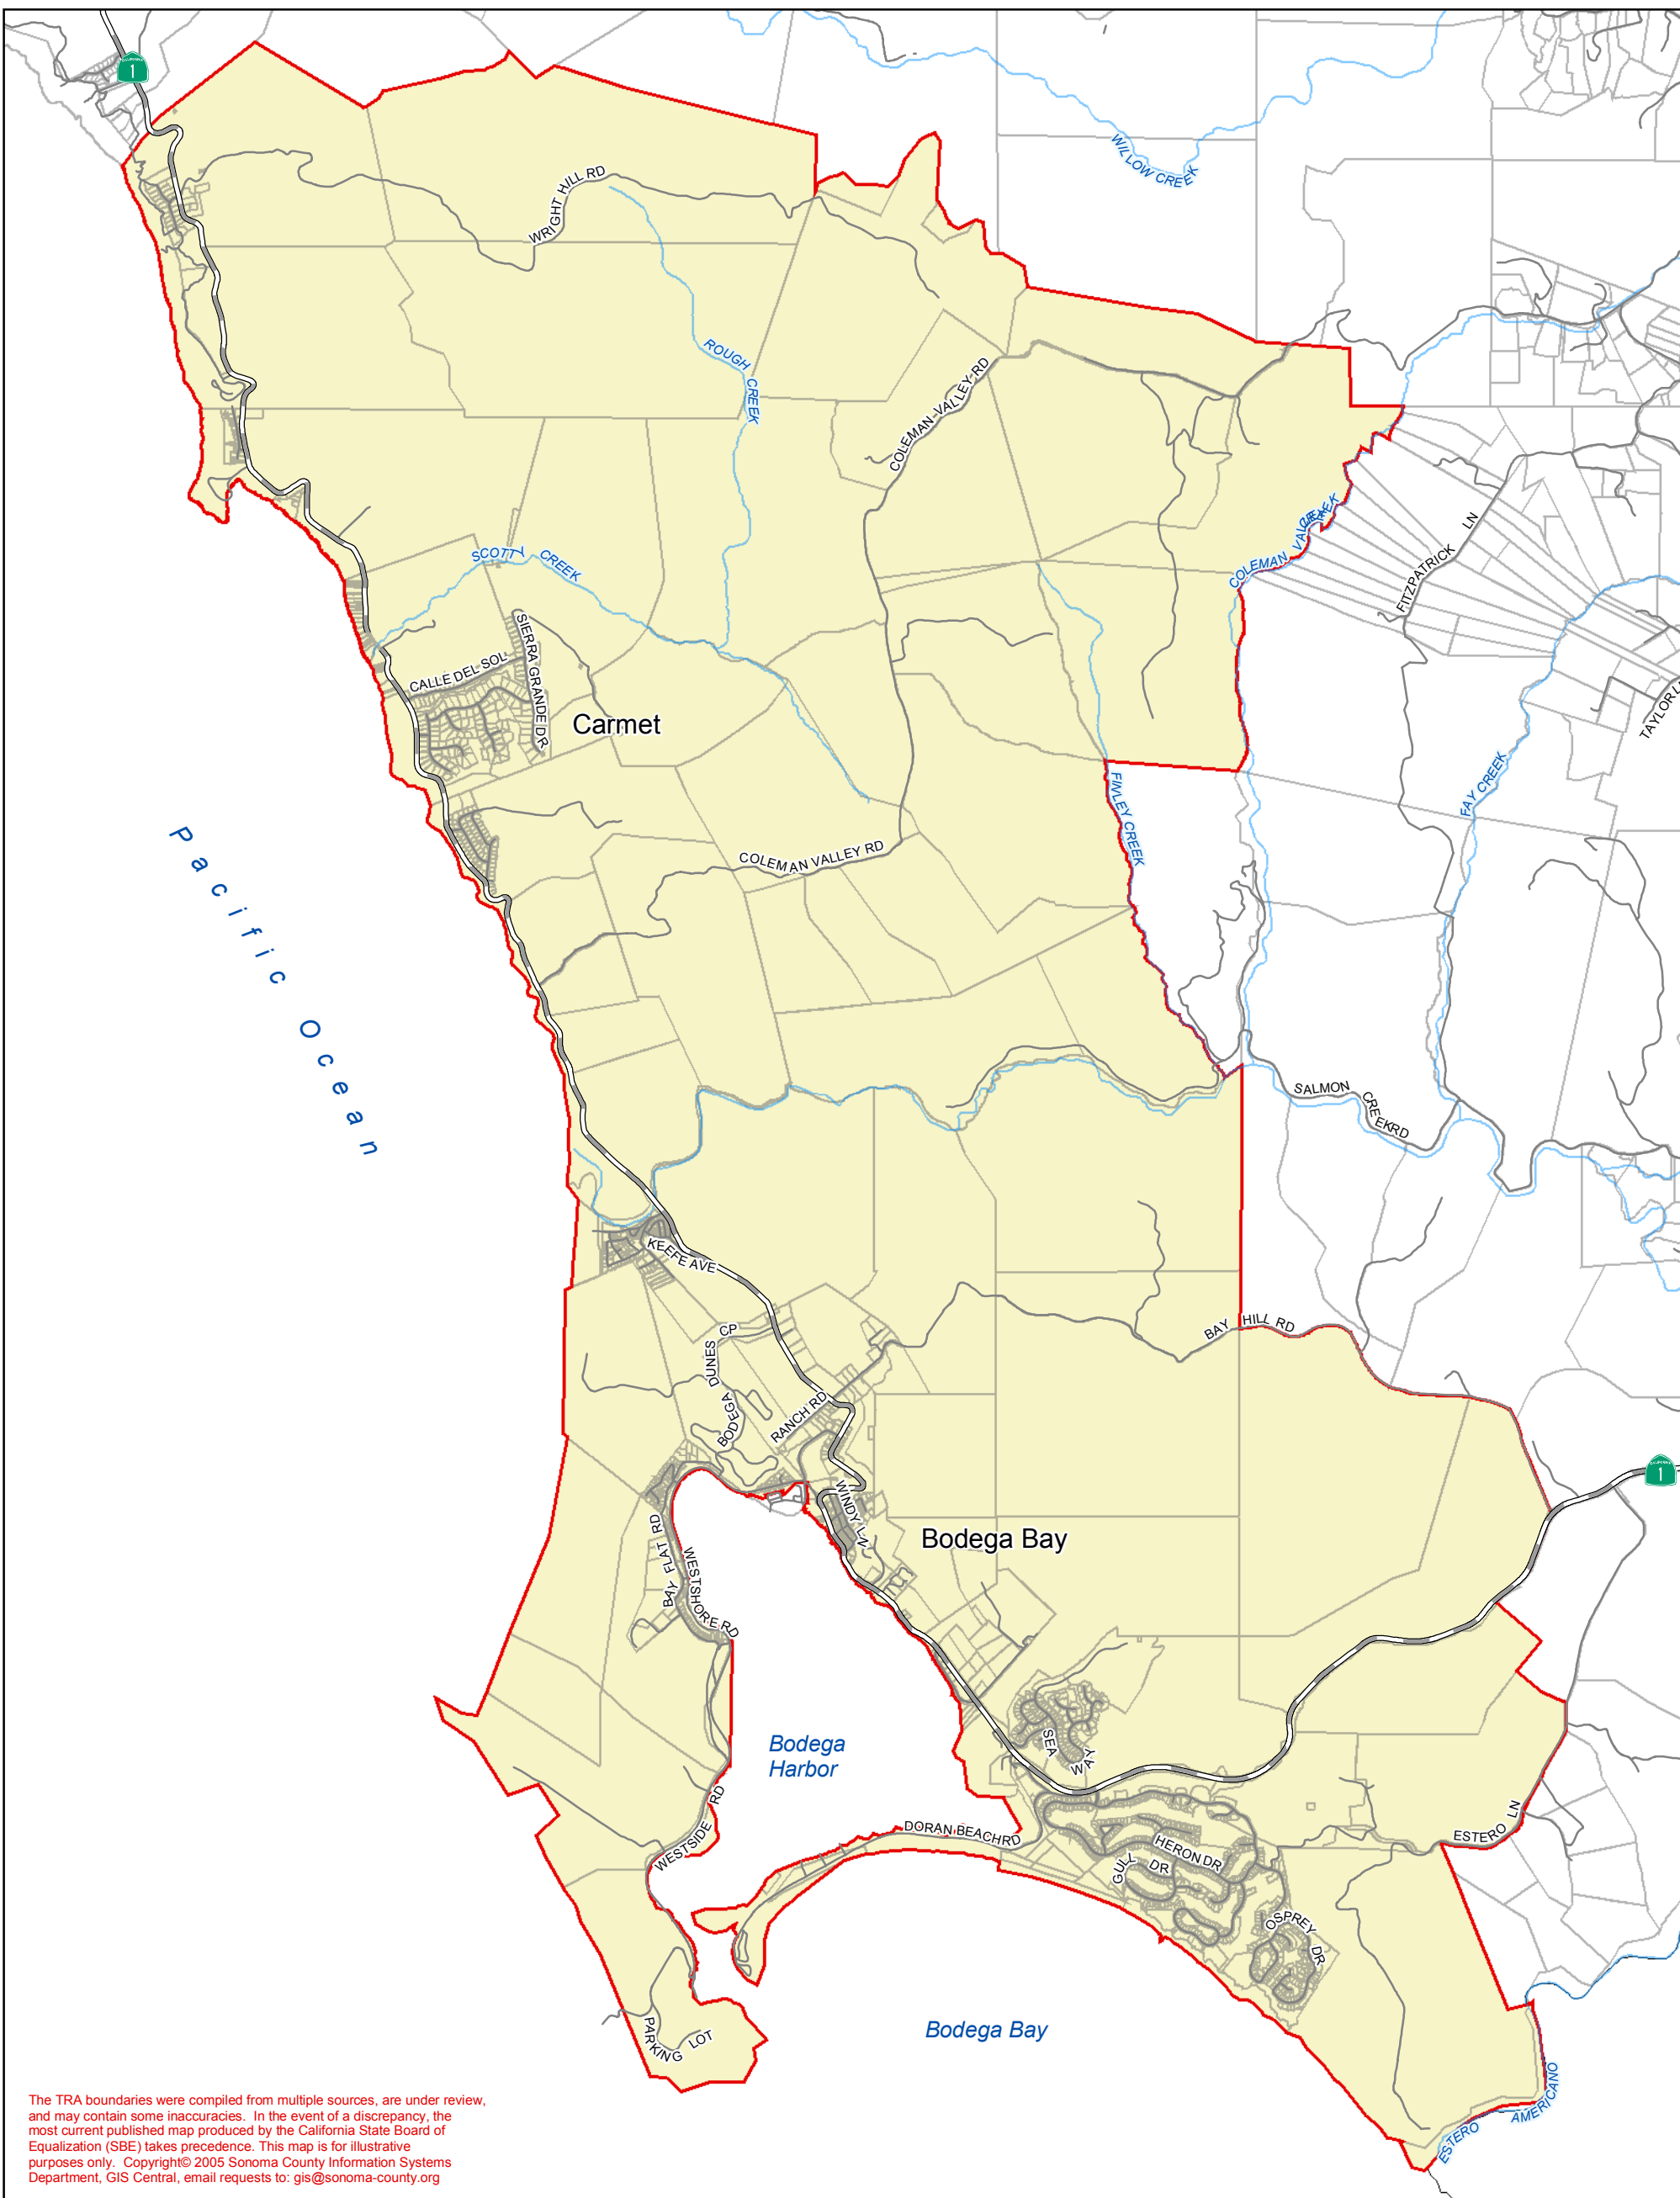 1
WILLOW CREEK
WRIGHT HILL RD
ROUGH CREEK
COLEMAN VALLEY RD
COLEMAN VALLEY CREEK
FITZPATRICK LN
SCOTTY CREEK
SIERRA GRANDE DR
CALLE DEL SOL
TAYLOR L
Carmet
FINLEY CREEK
FAY CREEK
Pacific Ocean
COLEMAN VALLEY RD
SALMON CREEK RD
KEEFE AVE
BAY HILL RD
BODEGA DUNES CP
RANCH RD
1
WINDY LN
Bodega Bay
BAY FLAT RD
WESTSHORE RD
SEA WAY
Bodega
Harbor
WESTSIDE RD
DORAN BEACH RD
ESTERO LN
HERON DR
GULL DR
OSPREY DR
Bodega Bay
PARKING LOT
ESTERO AMERICANO
The TRA boundaries were compiled from multiple sources, are under review,
and may contain some inaccuracies. In the event of a discrepancy, the
most current published map produced by the California State Board of
Equalization (SBE) takes precedence. This map is for illustrative
purposes only. Copyright© 2005 Sonoma County Information Systems
Department, GIS Central, email requests to: gis@sonoma-county.org